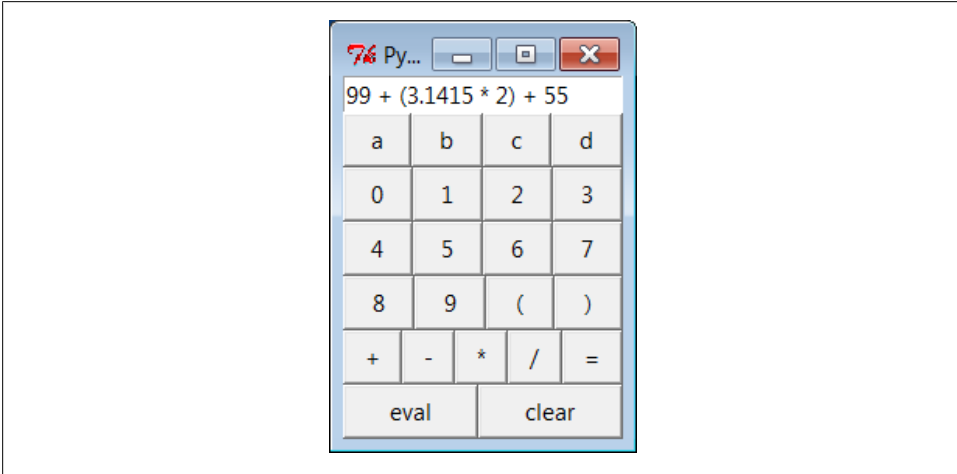 Py...
99 + (3.1415 * 2) + 55
a b c d
0 1 2 3
4 5 6 7
8 9 ( )
+ - * / =
eval clear